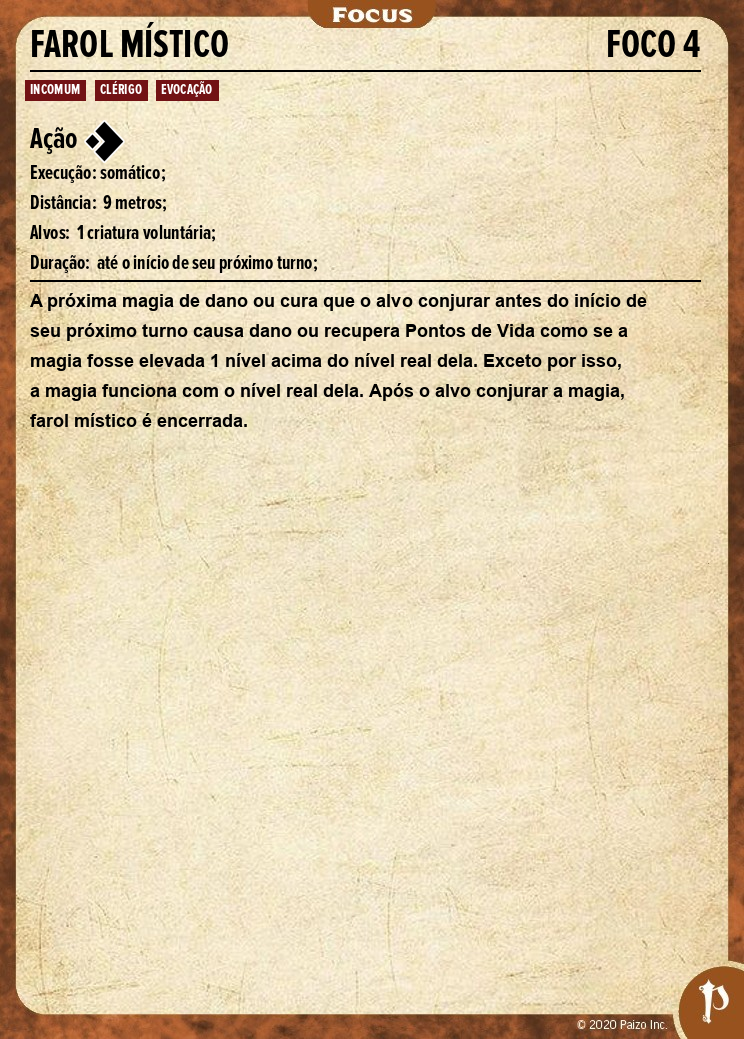 Focus
FAROL MÍSTICO FOCO 4
INCOMUM CLÉRIGO EVOCAÇÃO
Ação
Execução: somático;
Distância: 9 metros;
Alvos: 1 criatura voluntária;
Duração: até o início de seu próximo turno;
A próxima magia de dano ou cura que o alvo conjurar antes do início de
seu próximo turno causa dano ou recupera Pontos de Vida como se a
magia fosse elevada 1 nível acima do nível real dela. Exceto por isso,
a magia funciona com o nível real dela. Após o alvo conjurar a magia,
farol místico é encerrada.
© 2020 Paizo Inc.
P